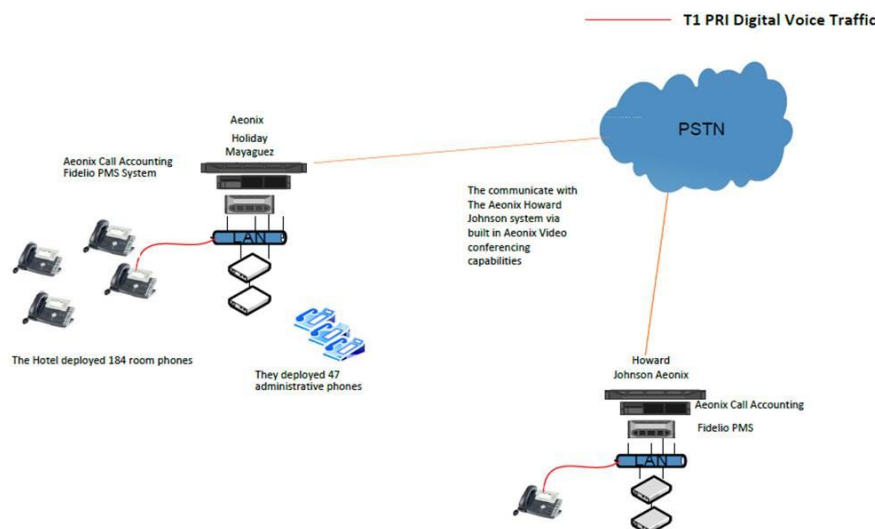 T1 PRI Digital Voice Traffic
PSTN
Aeonix
Holiday
Mayaguez
Aeonix Call Accounting
Fidelio PMS System
LAN
The communicate with
The Aeonix Howard
Johnson system via
built in Aeonix Video
conferencing
capabilities
The Hotel deployed 184 room phones
They deployed 47
administrative phones
Howard
Johnson Aeonix
Aeonix Call Accounting
Fidelio PMS
LAN